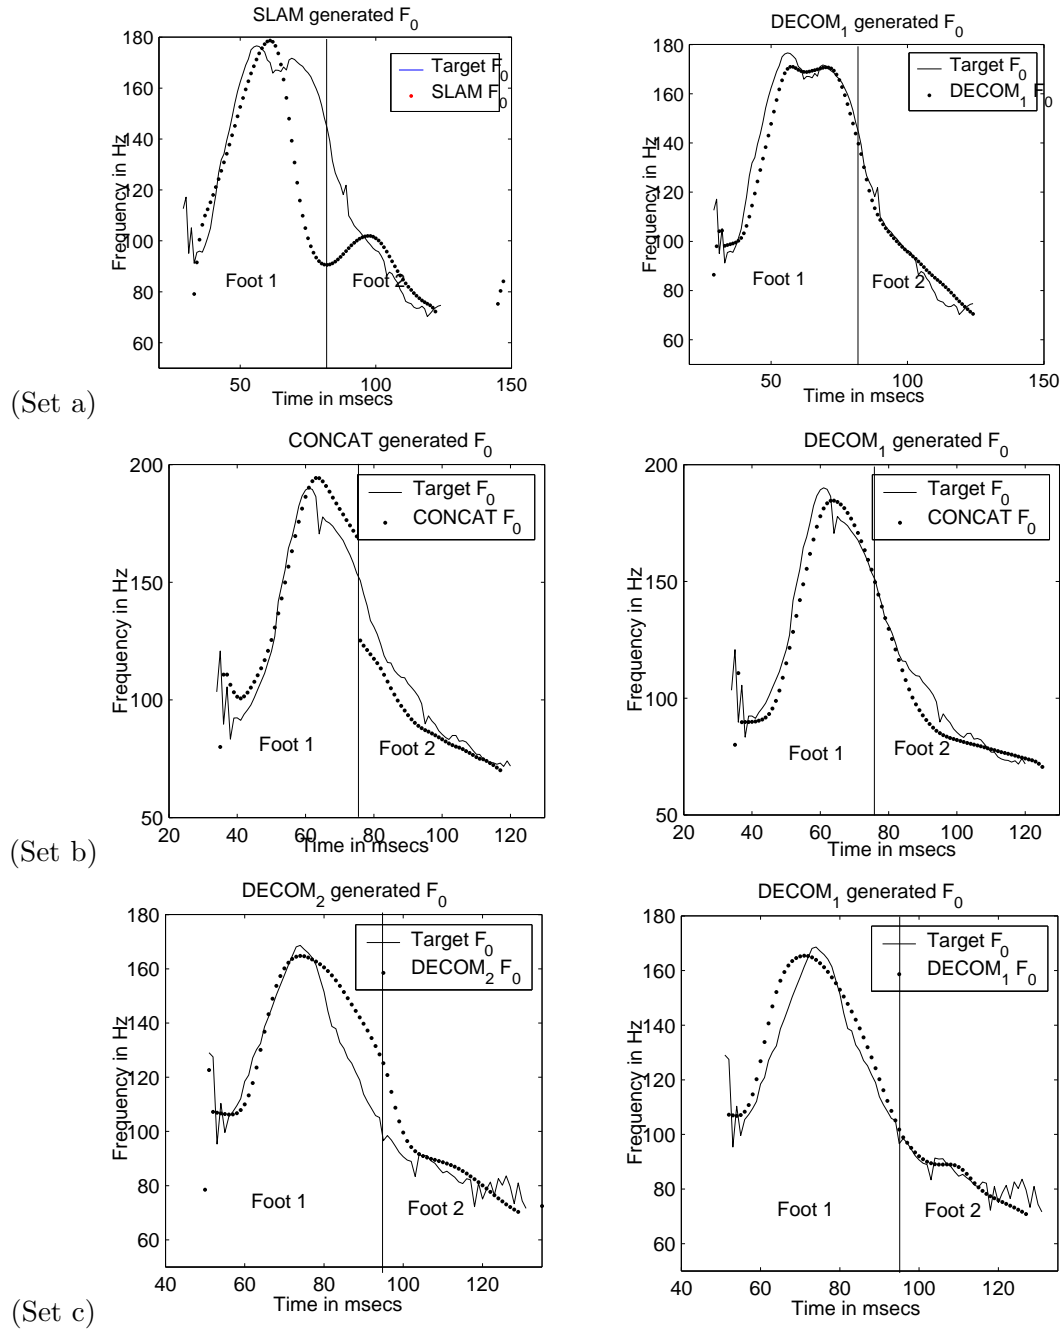 SLAM generated F0
180
160
140
120
100
80
60
50
100
150
Frequency in Hz
Time in msecs
Target F0
SLAM F0
Foot 1
Foot 2
DECOM1 generated F0
180
160
140
120
100
80
60
50
100
150
Frequency in Hz
Time in msecs
Target F0
DECOM1 F0
Foot 1
Foot 2
(Set a)
CONCAT generated F0
200
150
100
50
20
40
60
80
100
120
Frequency in Hz
Time in msecs
Target F0
CONCAT F0
Foot 1
Foot 2
DECOM1 generated F0
200
150
100
50
20
40
60
80
100
120
Frequency in Hz
Time in msecs
Target F0
CONCAT F0
Foot 1
Foot 2
(Set b)
DECOM2 generated F0
180
160
140
120
100
80
60
40
60
80
100
120
Frequency in Hz
Time in msecs
Target F0
DECOM2 F0
Foot 1
Foot 2
DECOM1 generated F0
180
160
140
120
100
80
60
40
60
80
100
120
Frequency in Hz
Time in msecs
Target F0
DECOM1 F0
Foot 1
Foot 2
(Set c)